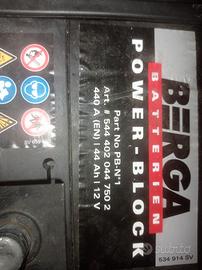 BERGA
BATTERIEN
POWER-BLOCK
Part No PB-N°1
Art. # 544 402 044 750 2
440 A (EN) | 44 Ah | 12 V
534 914 SV
subito